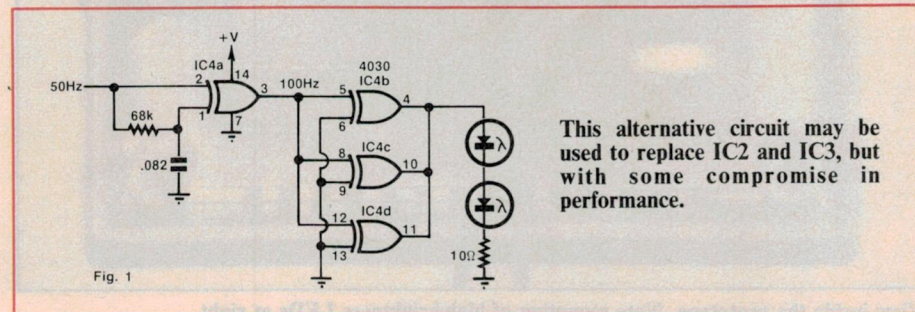 +V
IC4a
14
50Hz
2
1
3
7
100Hz
68k
.082
4030
IC4b
5
6
4
8
9
IC4c
10
12
13
IC4d
11
λ
λ
10Ω
Fig. 1
This alternative circuit may be
used to replace IC2 and IC3, but
with some compromise in
performance.